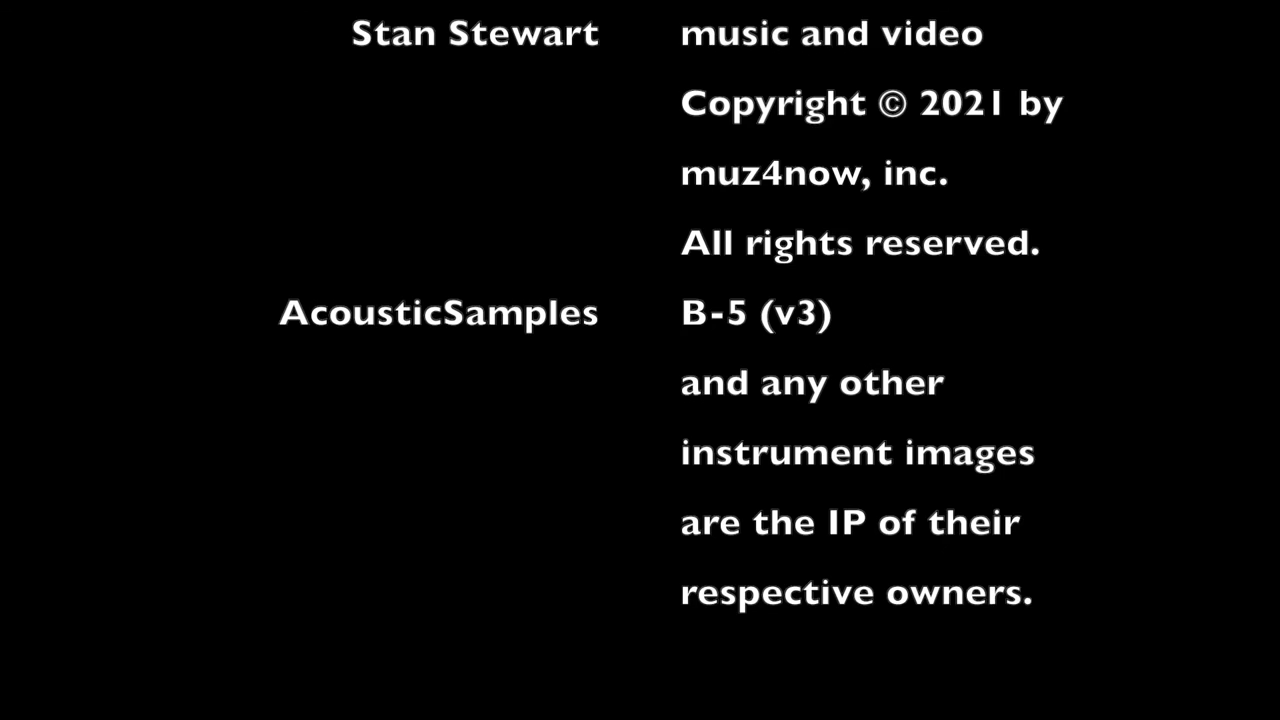 Stan Stewart music and video
Copyright © 2021 by
muz4now, inc.
All rights reserved.
AcousticSamples B-5 (v3)
and any other
instrument images
are the IP of their
respective owners.